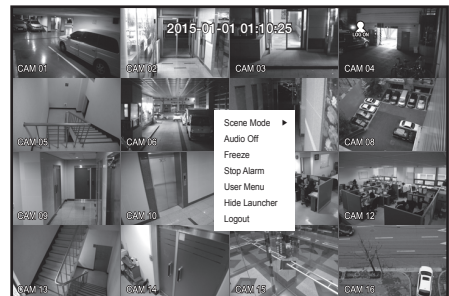 2015-01-01 01:10:25
LOG ON
CAM 01
CAM 02
CAM 03
CAM 04
CAM 05
CAM 06
CAM 08
CAM 09
CAM 10
CAM 12
CAM 13
CAM 14
CAM 15
CAM 16
Scene Mode
Audio Off
Freeze
Stop Alarm
User Menu
Hide Launcher
Logout